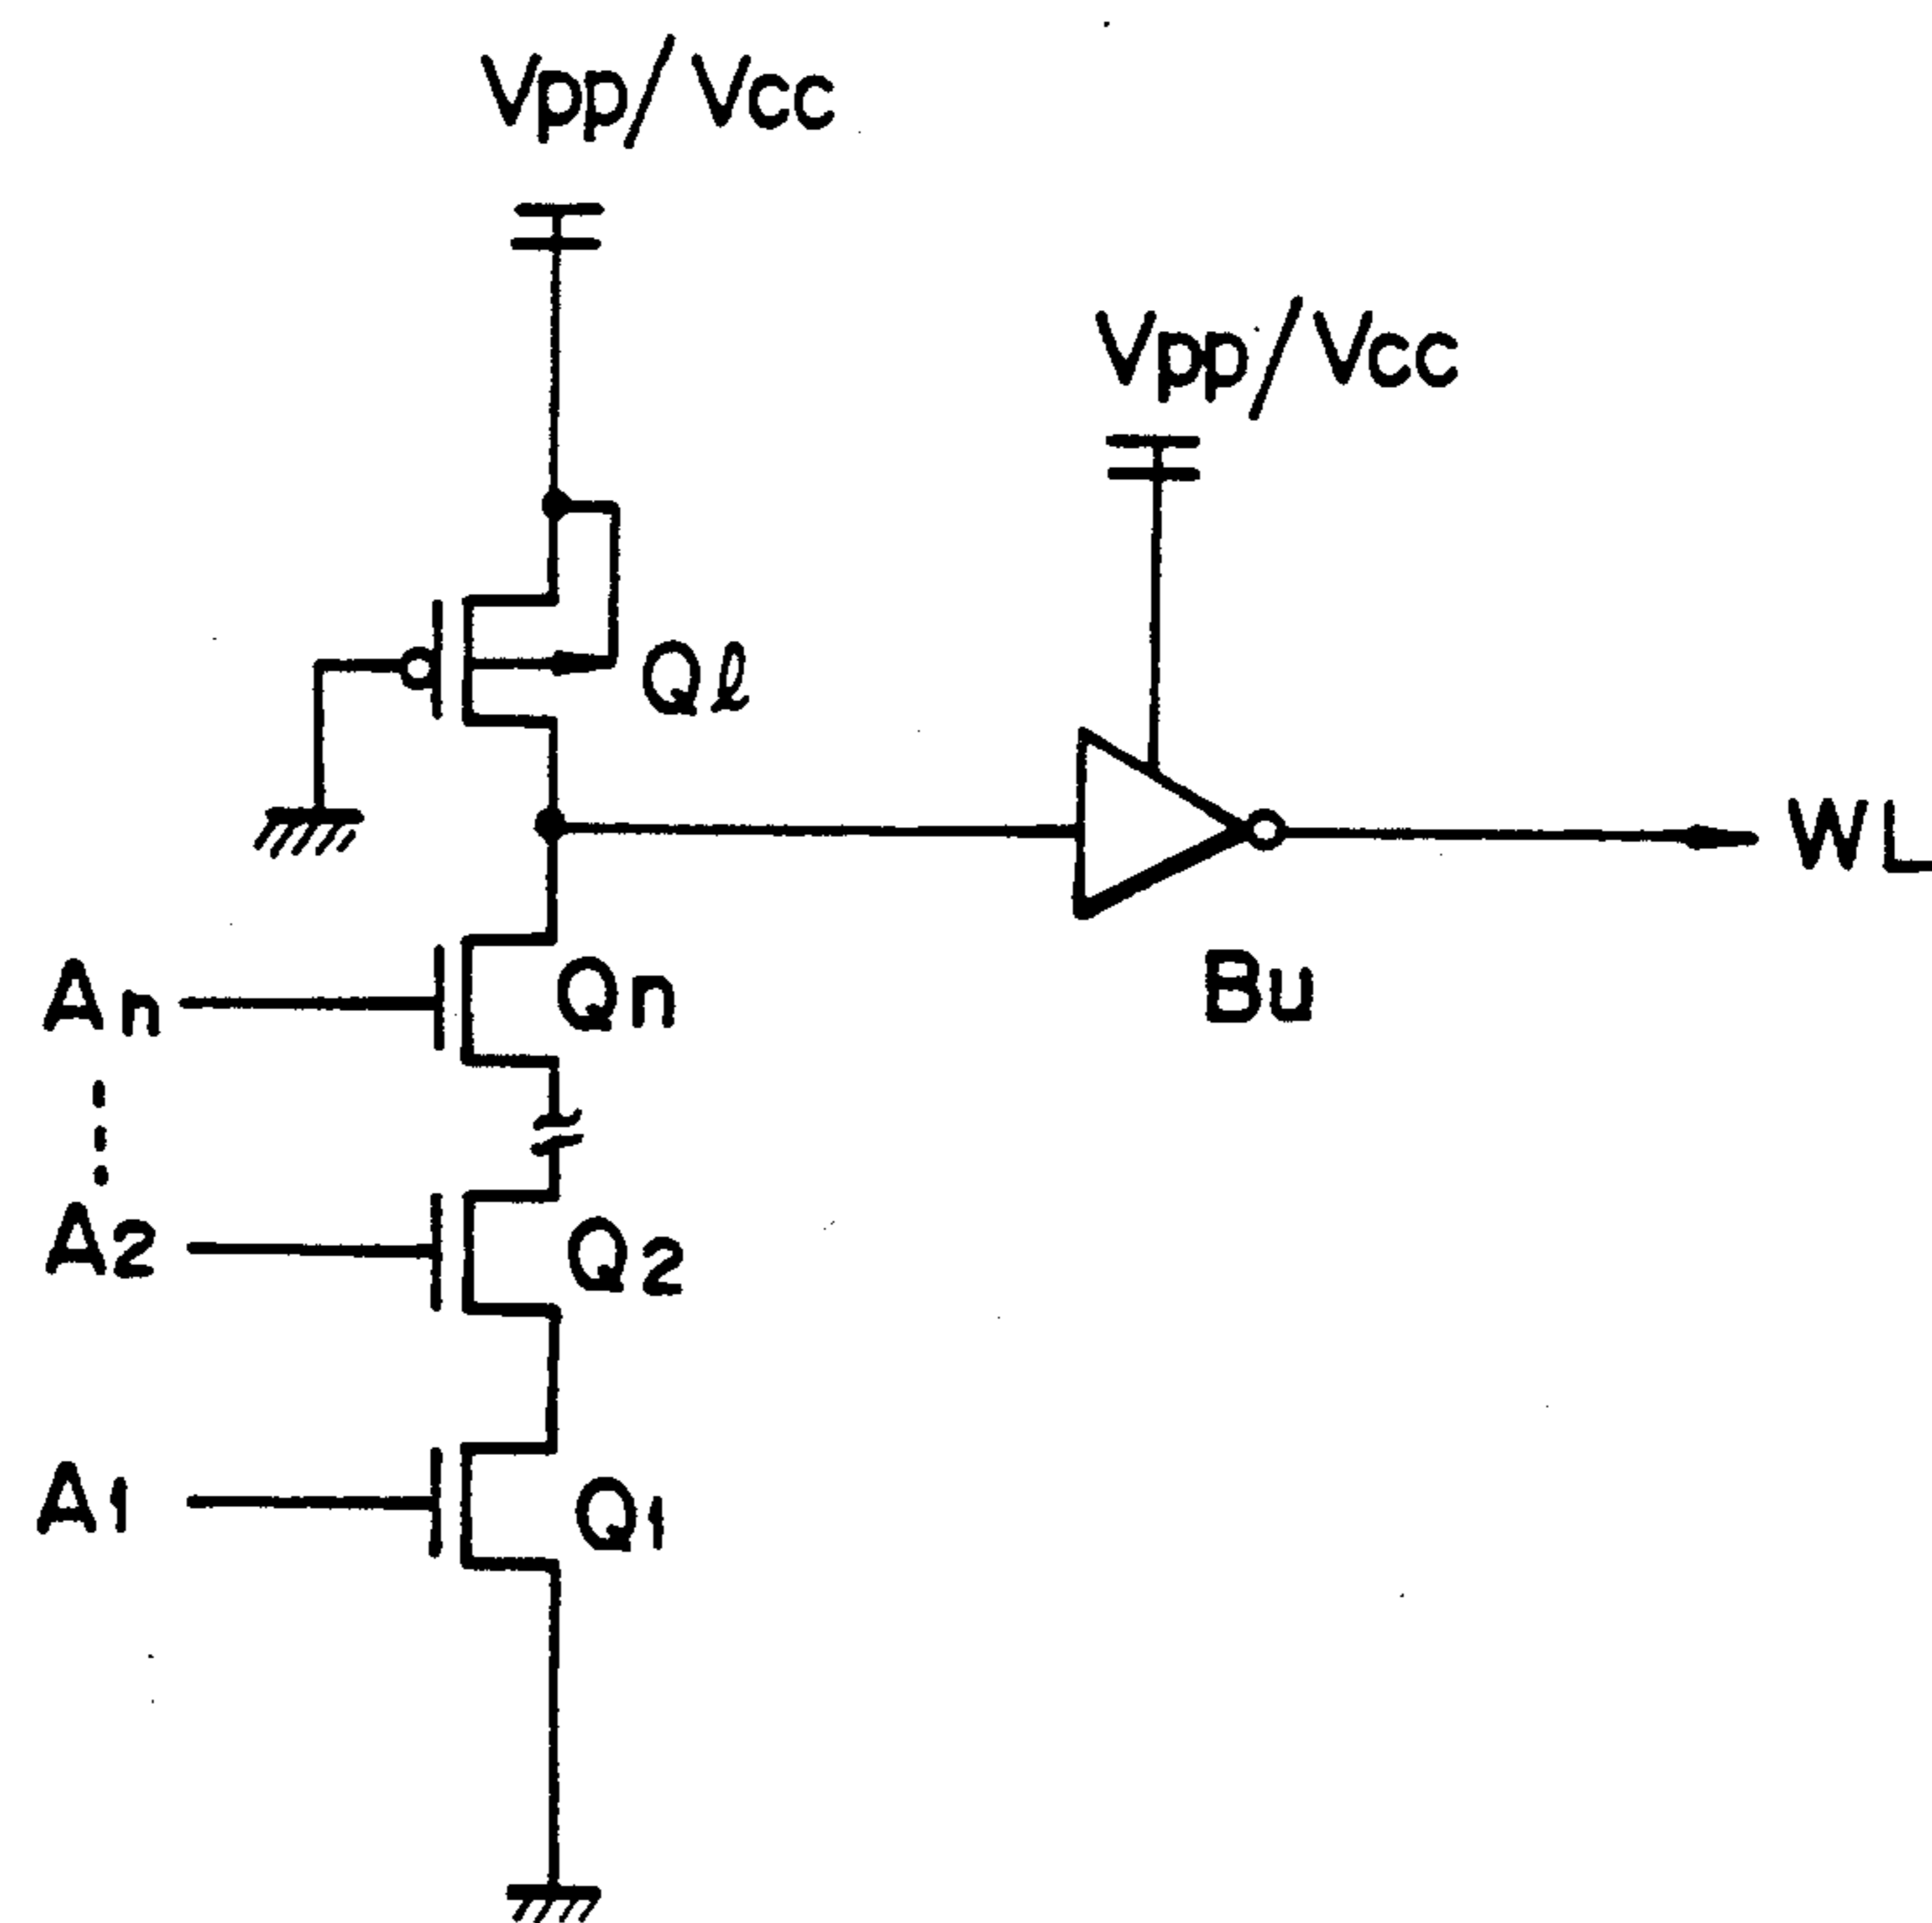 Vpp/Vcc
Vpp/Vcc
Qℓ
WL
An
Qn
Bu
A2
Q2
A1
Q1